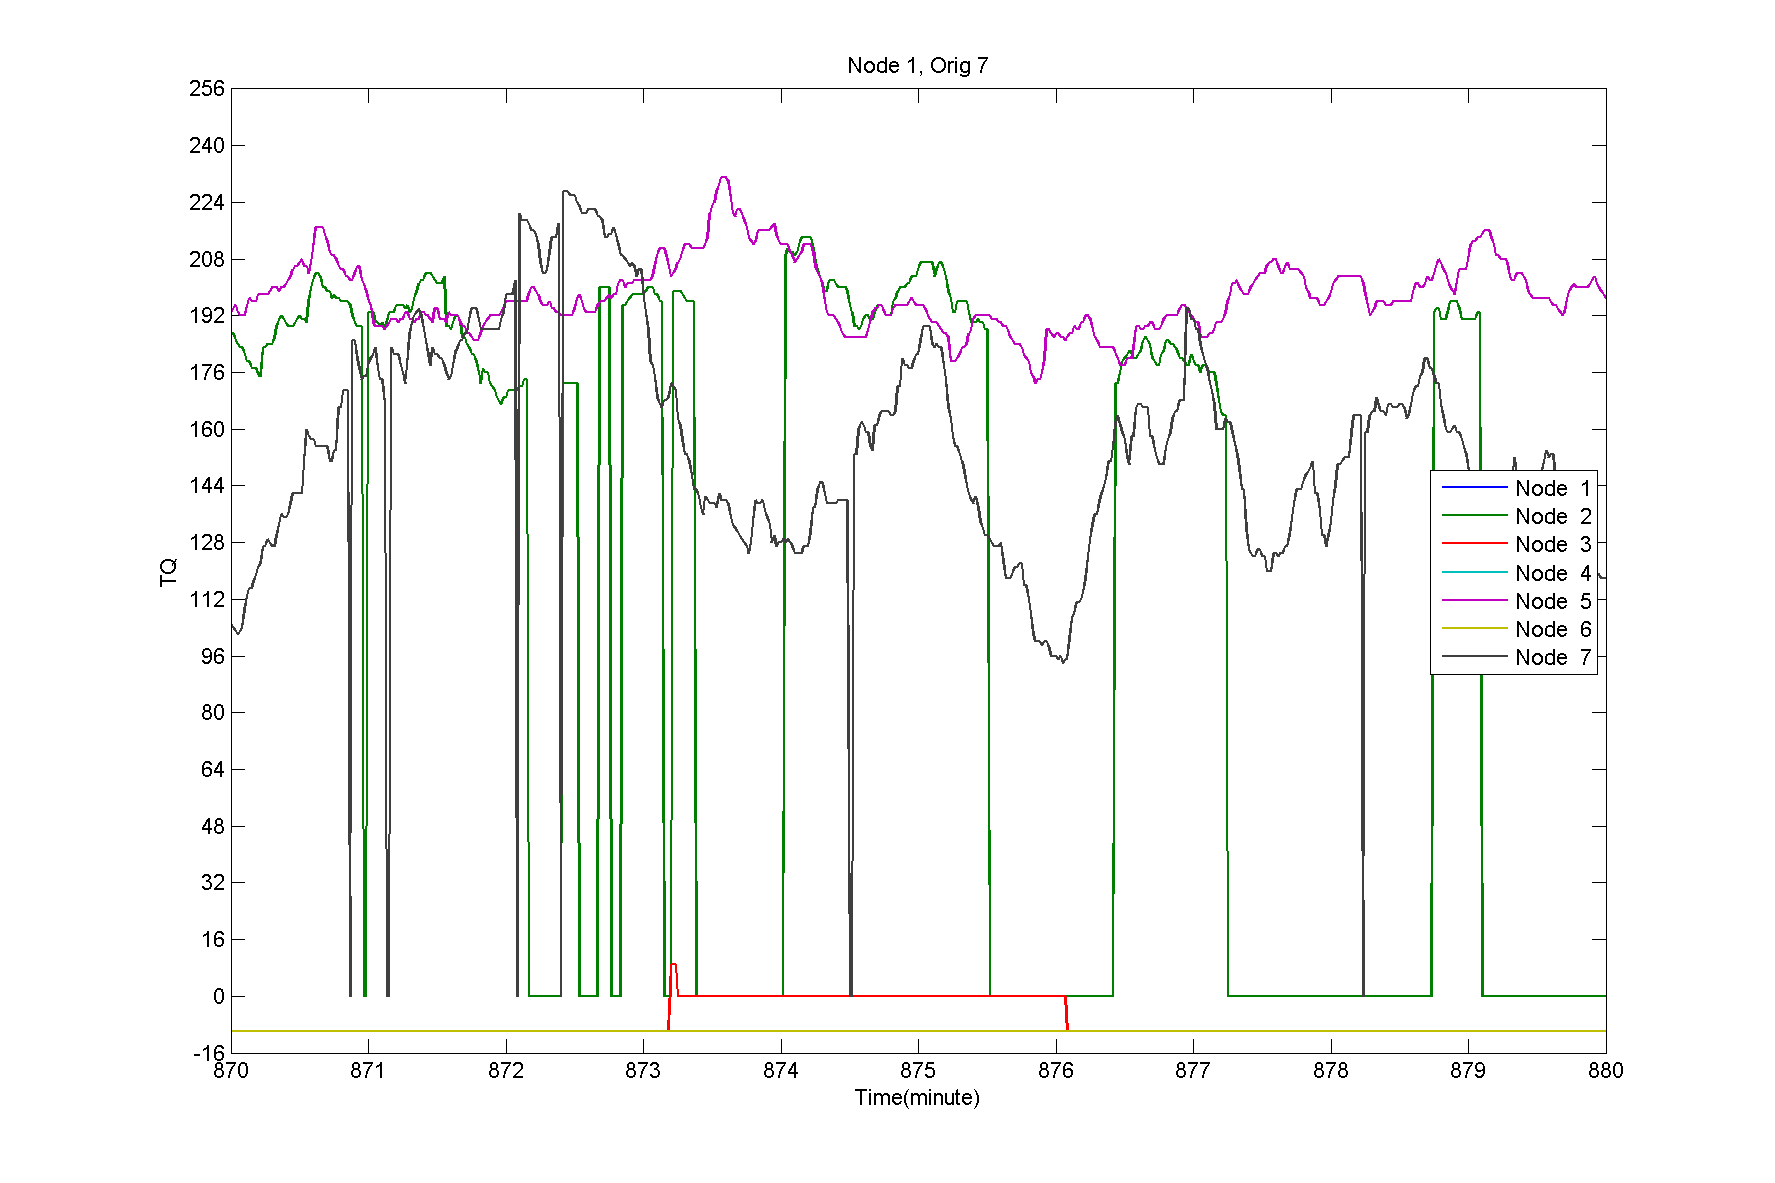 Node 1, Orig 7
256
240
224
208
192
176
160
144
128
112
96
80
64
48
32
16
0
-16
TQ
Node 1
Node 2
Node 3
Node 4
Node 5
Node 6
Node 7
870 871 872 873 874 875 876 877 878 879 880
Time(minute)